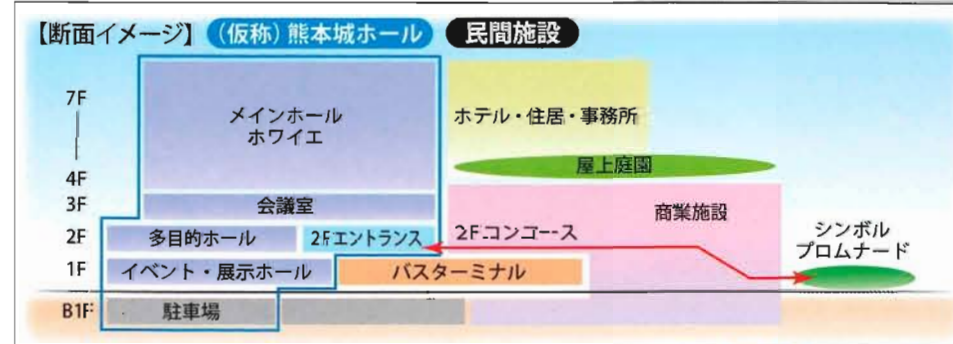 【断面イメージ】 (仮称)熊本城ホール 民間施設
7F
メインホール
ホワイエ
ホテル・住居・事務所
屋上庭園
4F
3F
会議室
商業施設
2F
多目的ホール
2Fエントランス
2Fコンコース
シンボル
プロムナード
1F
イベント・展示ホール
バスターミナル
B1F
駐車場